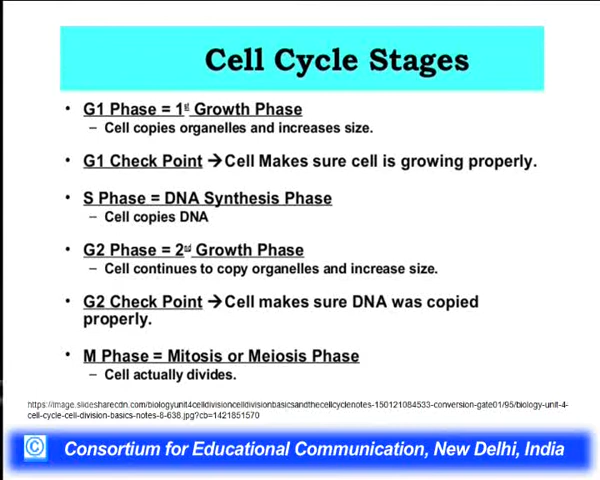 Cell Cycle Stages
• G1 Phase = 1st Growth Phase
– Cell copies organelles and increases size.
• G1 Check Point → Cell Makes sure cell is growing properly.
• S Phase = DNA Synthesis Phase
– Cell copies DNA
• G2 Phase = 2nd Growth Phase
– Cell continues to copy organelles and increase size.
• G2 Check Point → Cell makes sure DNA was copied
properly.
• M Phase = Mitosis or Meiosis Phase
– Cell actually divides.
https://image.slidesharecdn.com/biologyunit4celldivisioncelldivisionbasicsandthecellcyclenotes-150121084533-conversion-gate01/95/biology-unit-4-
cell-cycle-cell-division-basics-notes-8-638.jpg?cb=1421851570
© Consortium for Educational Communication, New Delhi, India